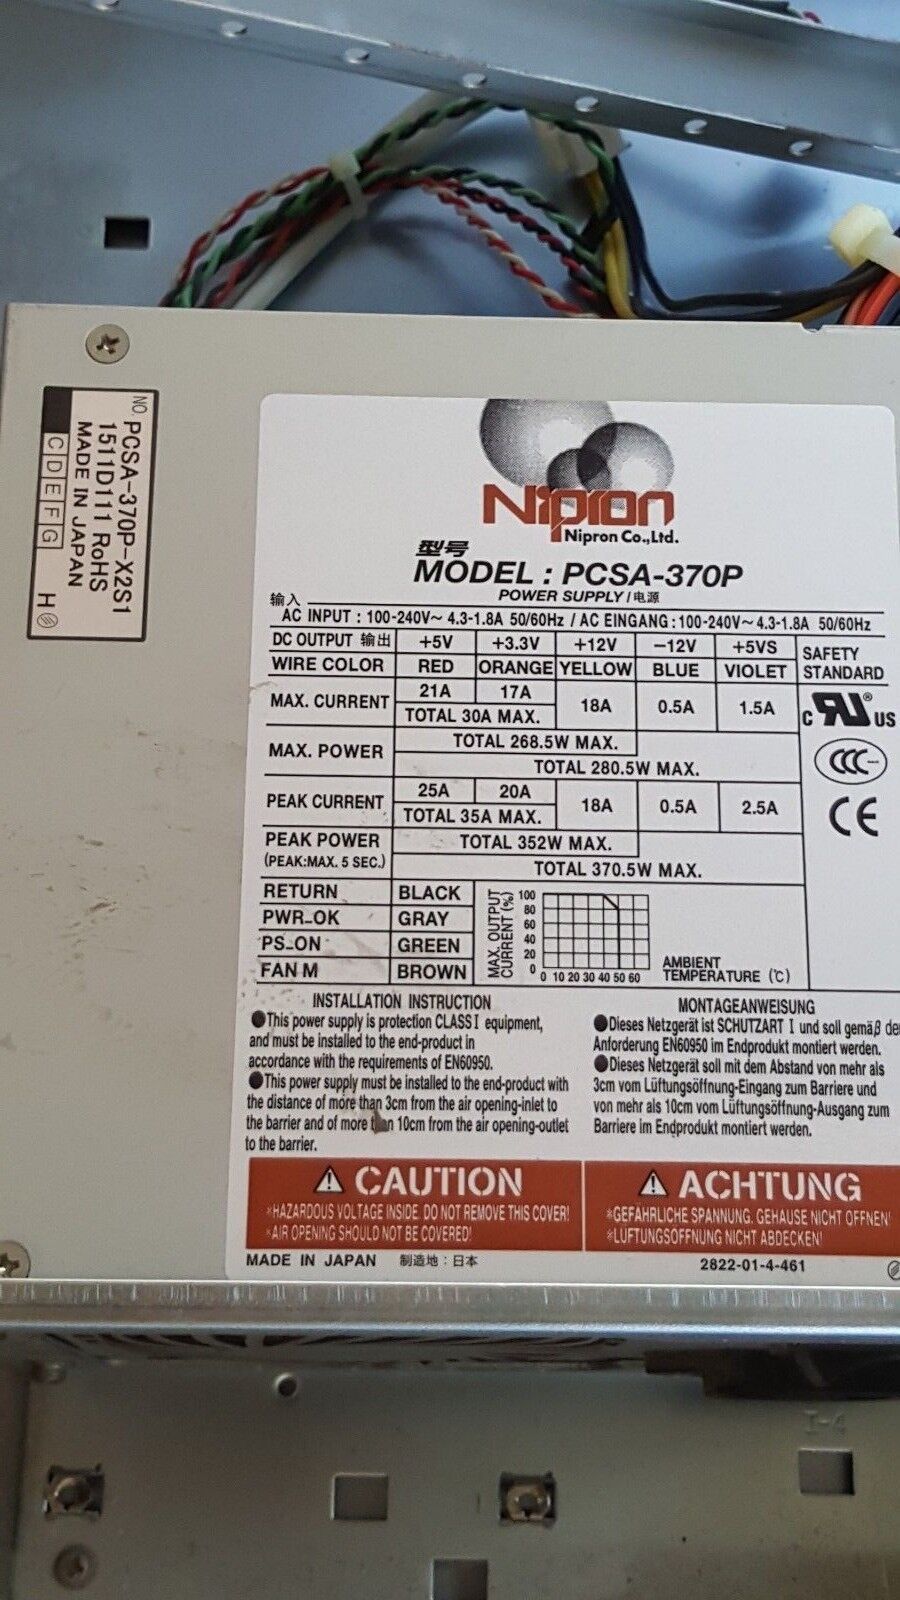 NO. PCSA-370P-X2S1
1511D111 RoHS
MADE IN JAPAN
C D E F G
H
Nipron
Nipron Co.,Ltd.
型号
MODEL : PCSA-370P
POWER SUPPLY / 电源
输入
AC INPUT : 100-240V~ 4.3-1.8A 50/60Hz / AC EINGANG : 100-240V~ 4.3-1.8A 50/60Hz
DC OUTPUT 输出 +5V +3.3V +12V −12V +5VS SAFETY STANDARD
WIRE COLOR RED ORANGE YELLOW BLUE VIOLET
MAX. CURRENT 21A 17A 18A 0.5A 1.5A
TOTAL 30A MAX.
MAX. POWER TOTAL 268.5W MAX.
TOTAL 280.5W MAX.
PEAK CURRENT 25A 20A 18A 0.5A 2.5A
TOTAL 35A MAX.
PEAK POWER TOTAL 352W MAX.
(PEAK:MAX. 5 SEC.) TOTAL 370.5W MAX.
c RU ® US
CCC
CE
RETURN BLACK
PWR_OK GRAY
PS_ON GREEN
FAN M BROWN
MAX. OUTPUT
CURRENT (%)
100
80
60
40
20
0
0 10 20 30 40 50 60
AMBIENT
TEMPERATURE (℃)
INSTALLATION INSTRUCTION
●This power supply is protection CLASS I equipment,
and must be installed to the end-product in
accordance with the requirements of EN60950.
●This power supply must be installed to the end-product with
the distance of more than 3cm from the air opening-inlet to
the barrier and of more than 10cm from the air opening-outlet
to the barrier.
MONTAGEANWEISUNG
●Dieses Netzgerät ist SCHUTZART I und soll gemäβ der
Anforderung EN60950 im Endprodukt montiert werden.
●Dieses Netzgerät soll mit dem Abstand von mehr als
3cm vom Lüftungsöffnung-Eingang zum Barriere und
von mehr als 10cm vom Lüftungsöffnung-Ausgang zum
Barriere im Endprodukt montiert werden.
⚠ CAUTION
*HAZARDOUS VOLTAGE INSIDE. DO NOT REMOVE THIS COVER!
*AIR OPENING SHOULD NOT BE COVERED!
⚠ ACHTUNG
*GEFÄHRLICHE SPANNUNG. GEHAUSE NICHT OFFNEN!
*LUFTUNGSOFFNUNG NICHT ABDECKEN!
MADE IN JAPAN 制造地：日本
2822-01-4-461
I-4